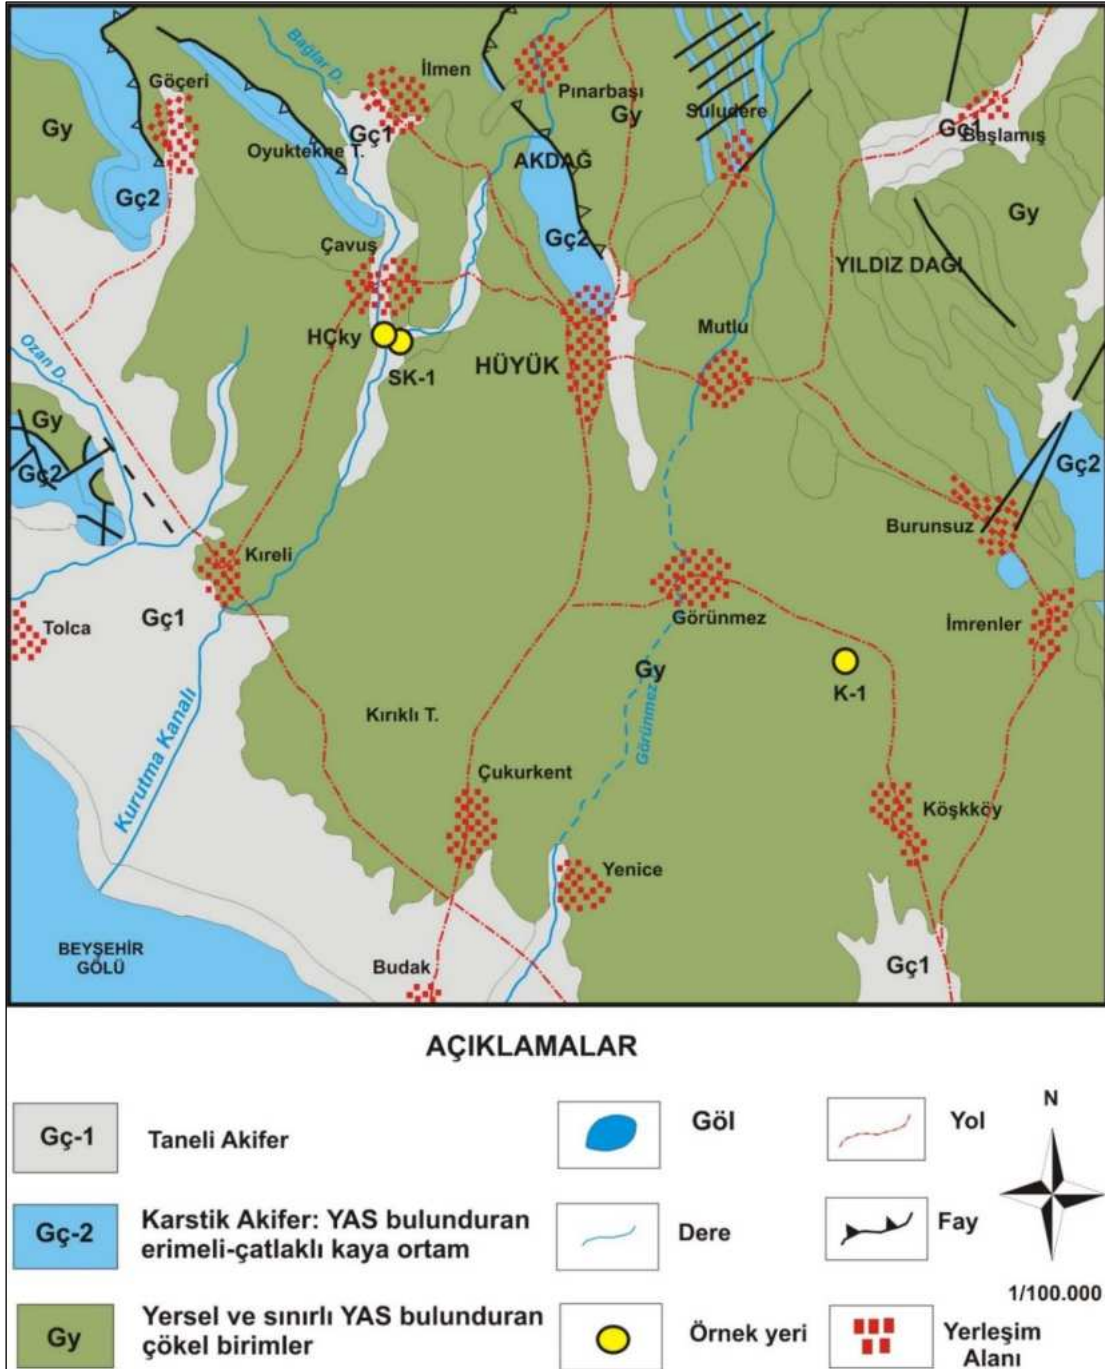 Bağlar D.
İlmen
Göçeri
Pınarbaşı
Gy
Suludere
Gy
Gç1
Gç1
Başlamış
Oyuktekne T.
AKDAĞ
Gç2
Gy
Çavuş
Gç2
YILDIZ DAĞI
HÇky
Mutlu
Ozan D.
SK-1
HÜYÜK
Gy
Gç2
Gç2
Burunsuz
Kıreli
Gç1
Tolca
Görünmez
İmrenler
Gy
K-1
Kırıklı T.
Görünmez
Kurutma Kanalı
Çukurkent
Köşkköy
Yenice
BEYŞEHİR
GÖLÜ
Budak
Gç1
AÇIKLAMALAR
Gç-1
Taneli Akifer
Göl
Yol
N
Gç-2
Karstik Akifer: YAS bulunduran
erimeli-çatlaklı kaya ortam
Dere
Fay
1/100.000
Gy
Yersel ve sınırlı YAS bulunduran
çökel birimler
Örnek yeri
Yerleşim
Alanı